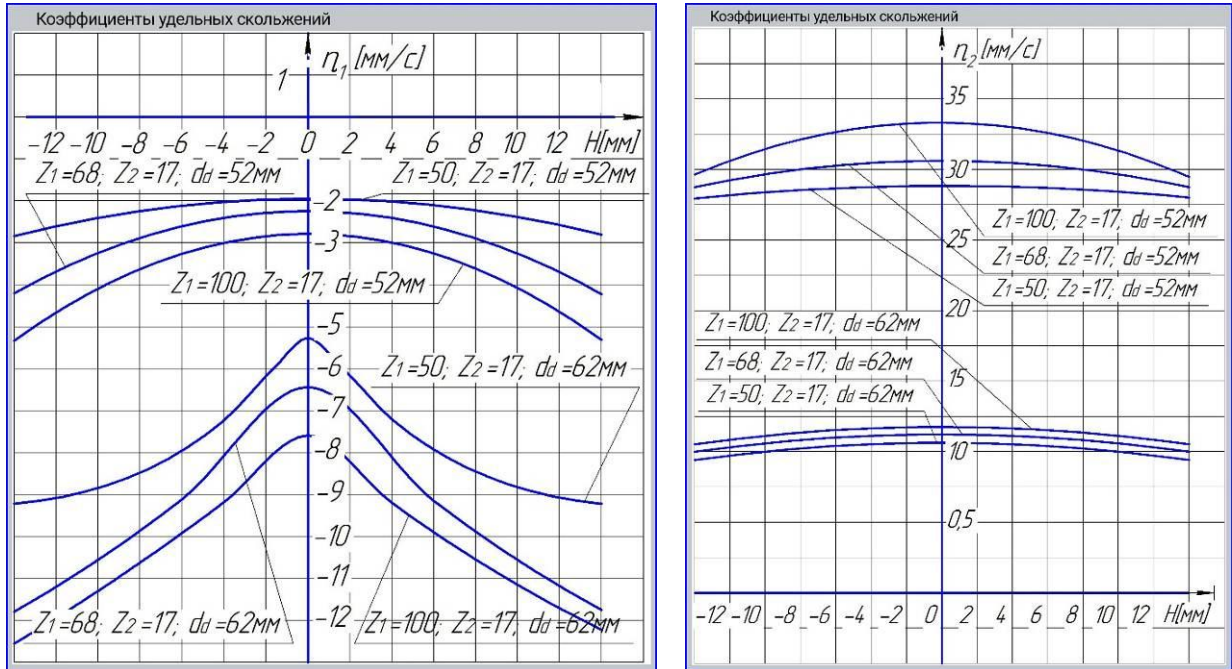 Коэффициенты удельных скольжений
η1 [мм/с]
1
-12 -10 -8 -6 -4 -2 0 2 4 6 8 10 12 H[мм]
Z1=68; Z2=17; dd=52мм
Z1=50; Z2=17; dd=52мм
-2
-3
Z1=100; Z2=17; dd=52мм
-5
-6
Z1=50; Z2=17; dd=62мм
-7
-8
-9
-10
-11
-12
Z1=68; Z2=17; dd=62мм
Z1=100; Z2=17; dd=62мм
Коэффициенты удельных скольжений
η2 [мм/с]
35
30
Z1=100; Z2=17; dd=52мм
25
Z1=68; Z2=17; dd=52мм
Z1=50; Z2=17; dd=52мм
20
Z1=100; Z2=17; dd=62мм
Z1=68; Z2=17; dd=62мм
15
Z1=50; Z2=17; dd=62мм
10
0,5
-12 -10 -8 -6 -4 -2 0 2 4 6 8 10 12 H[мм]